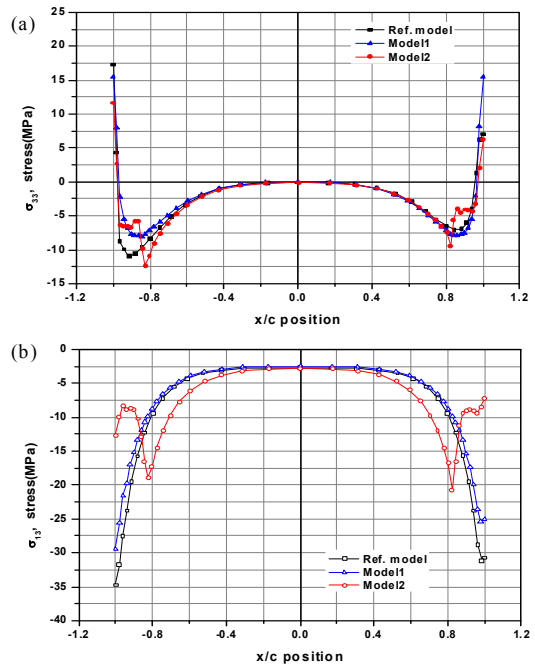 (a)
Ref. model
Model1
Model2
25
20
15
10
5
0
-5
-10
-15
σ33, stress(MPa)
-1.2 -0.8 -0.4 0.0 0.4 0.8 1.2
x/c position
(b)
0
-5
-10
-15
-20
-25
-30
-35
-40
σ13, stress(MPa)
Ref. model
Model1
Model2
-1.2 -0.8 -0.4 0.0 0.4 0.8 1.2
x/c position